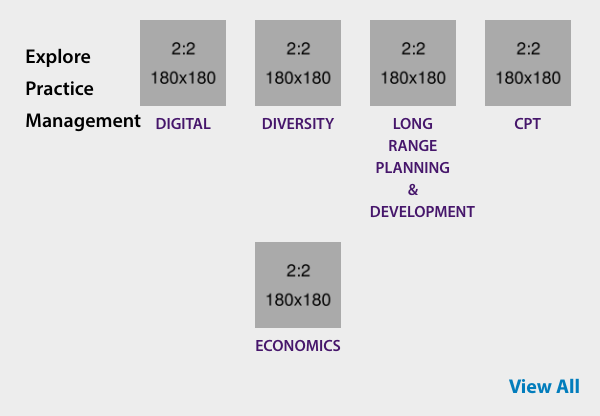 Explore
Practice
Management
2:2
180x180
DIGITAL
2:2
180x180
DIVERSITY
2:2
180x180
LONG
RANGE
PLANNING
&
DEVELOPMENT
2:2
180x180
CPT
2:2
180x180
ECONOMICS
View All